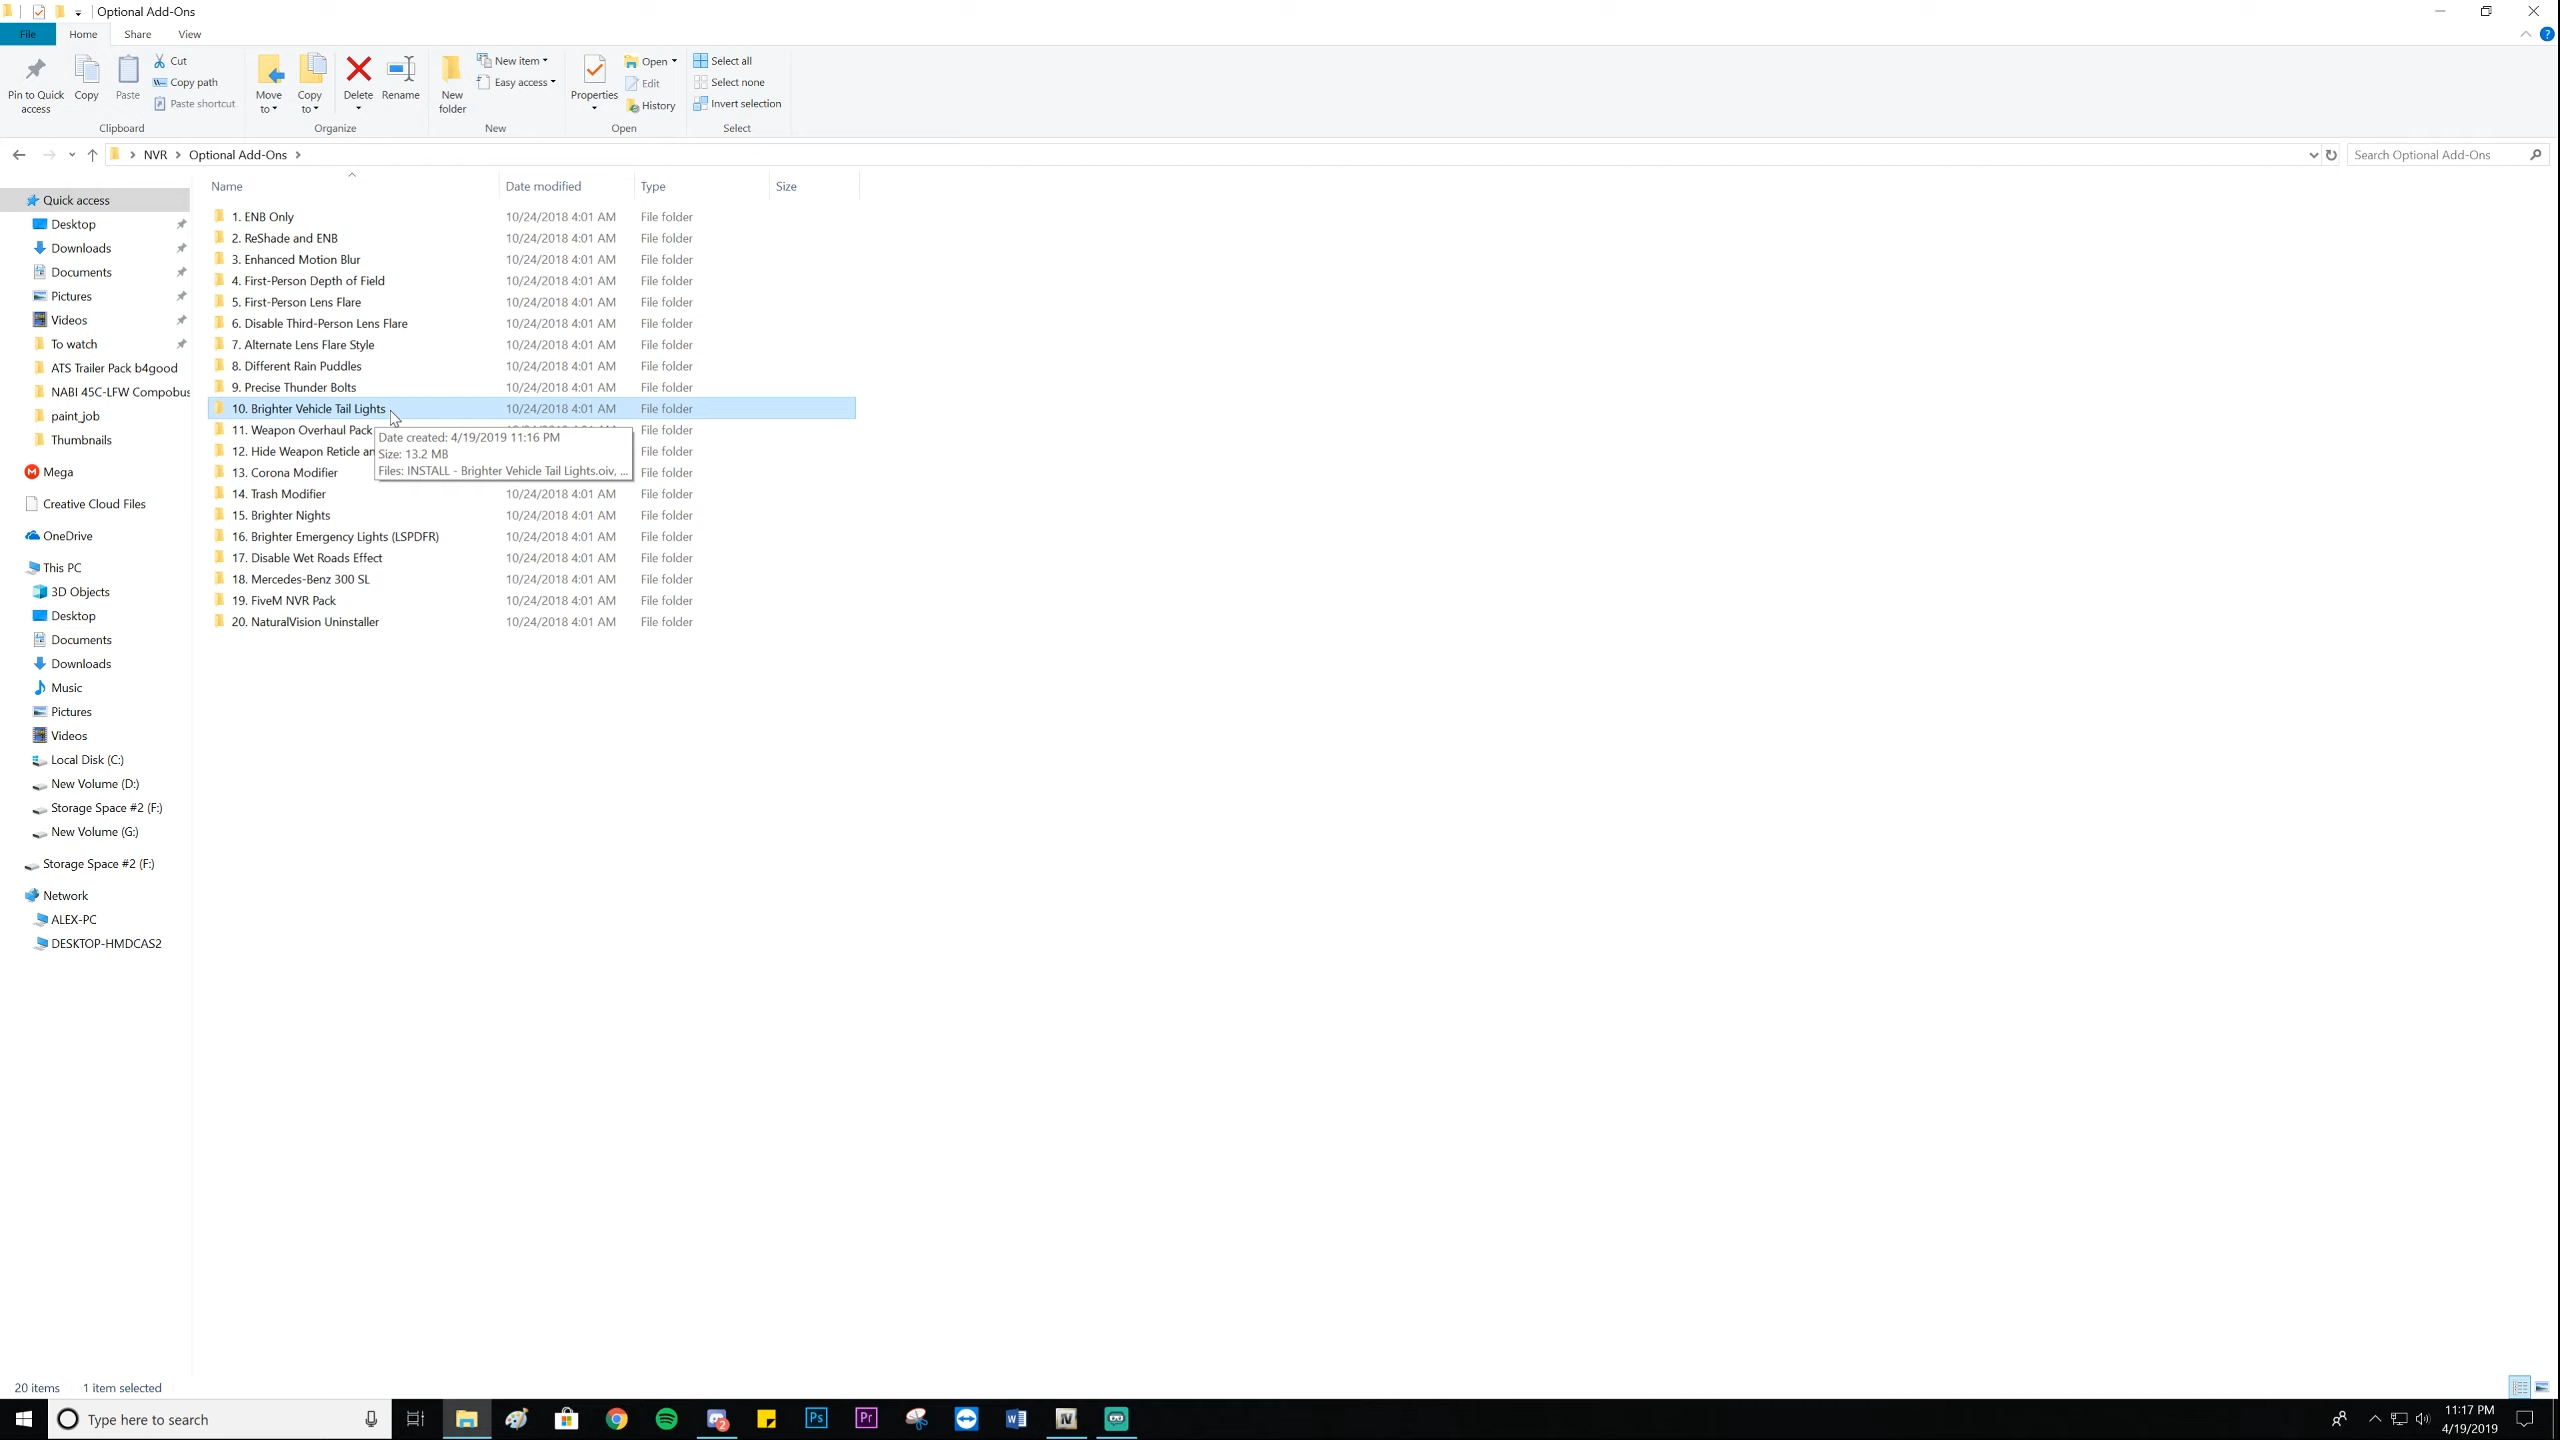 Optional Add-Ons
File Home Share View
Pin to Quick access
Copy
Paste
Cut
Copy path
Paste shortcut
Clipboard
Move to
Copy to
Delete
Rename
Organize
New folder
New item
Easy access
New
Properties
Open
Edit
History
Open
Select all
Select none
Invert selection
Select
NVR Optional Add-Ons
Search Optional Add-Ons
Quick access
Desktop
Downloads
Documents
Pictures
Videos
To watch
ATS Trailer Pack b4good
NABI 45C-LFW Compobus
paint_job
Thumbnails
Mega
Creative Cloud Files
OneDrive
This PC
3D Objects
Desktop
Documents
Downloads
Music
Pictures
Videos
Local Disk (C:)
New Volume (D:)
Storage Space #2 (F:)
New Volume (G:)
Storage Space #2 (F:)
Network
ALEX-PC
DESKTOP-HMDCAS2
Name Date modified Type Size
1. ENB Only 10/24/2018 4:01 AM File folder
2. ReShade and ENB 10/24/2018 4:01 AM File folder
3. Enhanced Motion Blur 10/24/2018 4:01 AM File folder
4. First-Person Depth of Field 10/24/2018 4:01 AM File folder
5. First-Person Lens Flare 10/24/2018 4:01 AM File folder
6. Disable Third-Person Lens Flare 10/24/2018 4:01 AM File folder
7. Alternate Lens Flare Style 10/24/2018 4:01 AM File folder
8. Different Rain Puddles 10/24/2018 4:01 AM File folder
9. Precise Thunder Bolts 10/24/2018 4:01 AM File folder
10. Brighter Vehicle Tail Lights 10/24/2018 4:01 AM File folder
11. Weapon Overhaul Pack File folder
12. Hide Weapon Reticle an File folder
13. Corona Modifier File folder
14. Trash Modifier 10/24/2018 4:01 AM File folder
15. Brighter Nights 10/24/2018 4:01 AM File folder
16. Brighter Emergency Lights (LSPDFR) 10/24/2018 4:01 AM File folder
17. Disable Wet Roads Effect 10/24/2018 4:01 AM File folder
18. Mercedes-Benz 300 SL 10/24/2018 4:01 AM File folder
19. FiveM NVR Pack 10/24/2018 4:01 AM File folder
20. NaturalVision Uninstaller 10/24/2018 4:01 AM File folder
Date created: 4/19/2019 11:16 PM
Size: 13.2 MB
Files: INSTALL - Brighter Vehicle Tail Lights.oiv, ...
20 items 1 item selected
Type here to search
2
Ps
Pr
11:17 PM
4/19/2019